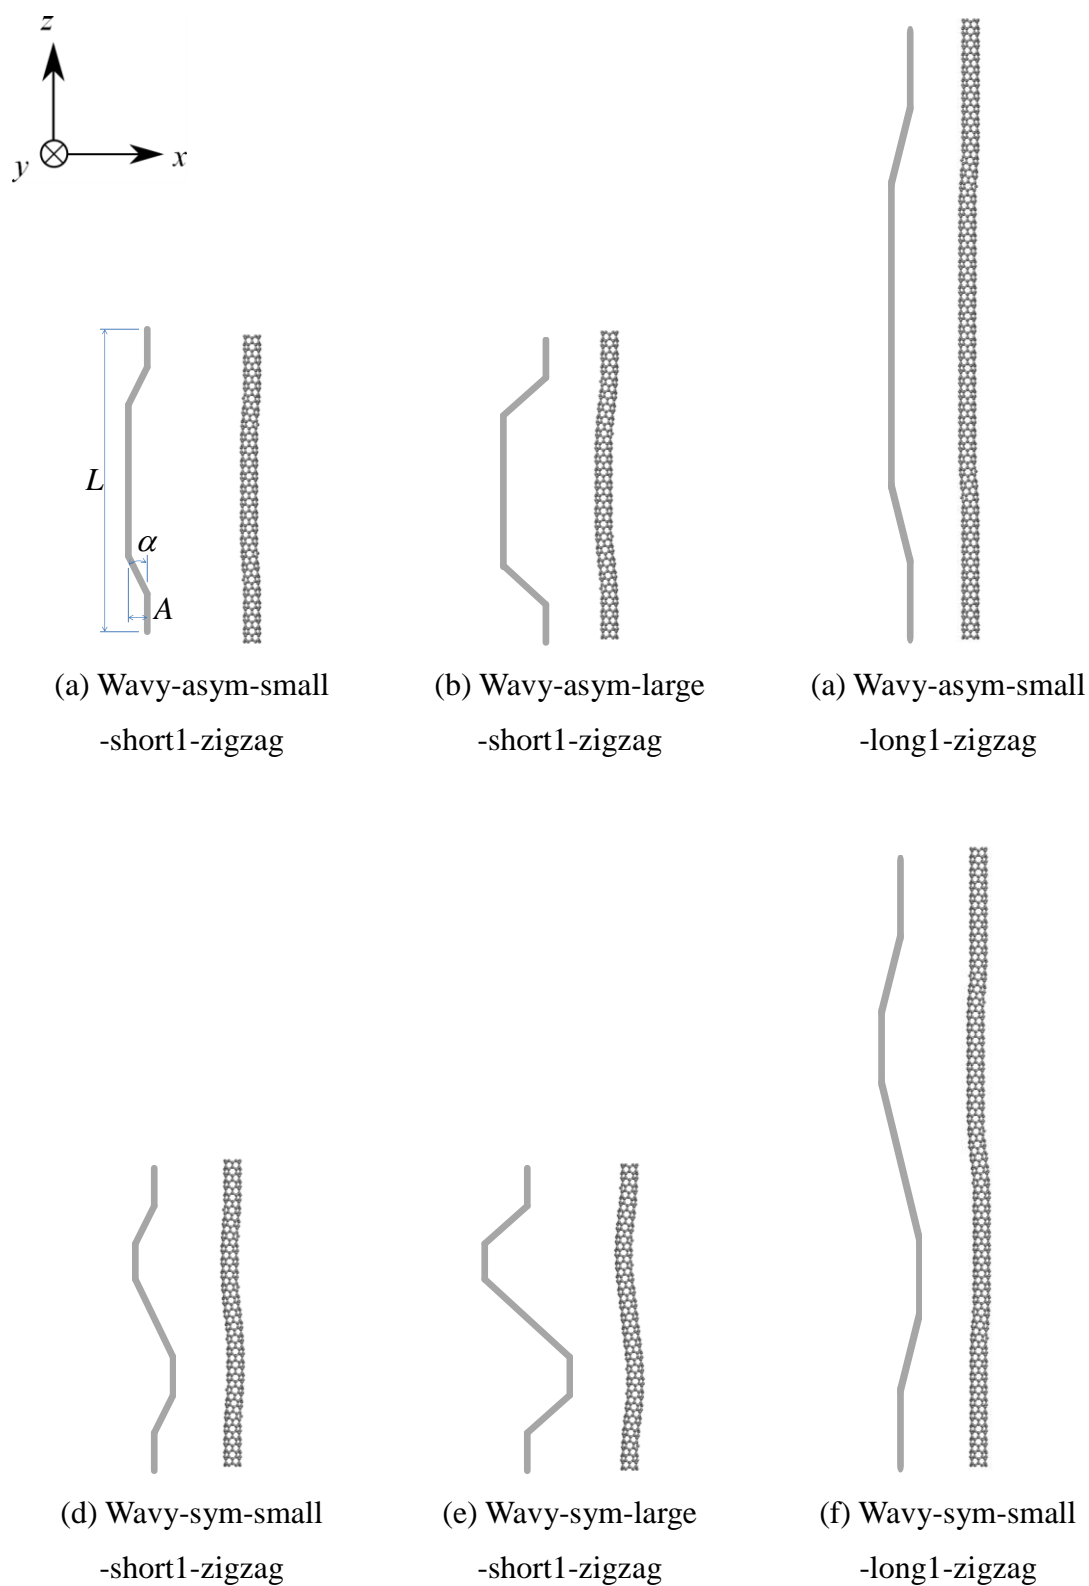 z
y
x
L
α
A
(a) Wavy-asym-small
-short1-zigzag
(b) Wavy-asym-large
-short1-zigzag
(a) Wavy-asym-small
-long1-zigzag
(d) Wavy-sym-small
-short1-zigzag
(e) Wavy-sym-large
-short1-zigzag
(f) Wavy-sym-small
-long1-zigzag